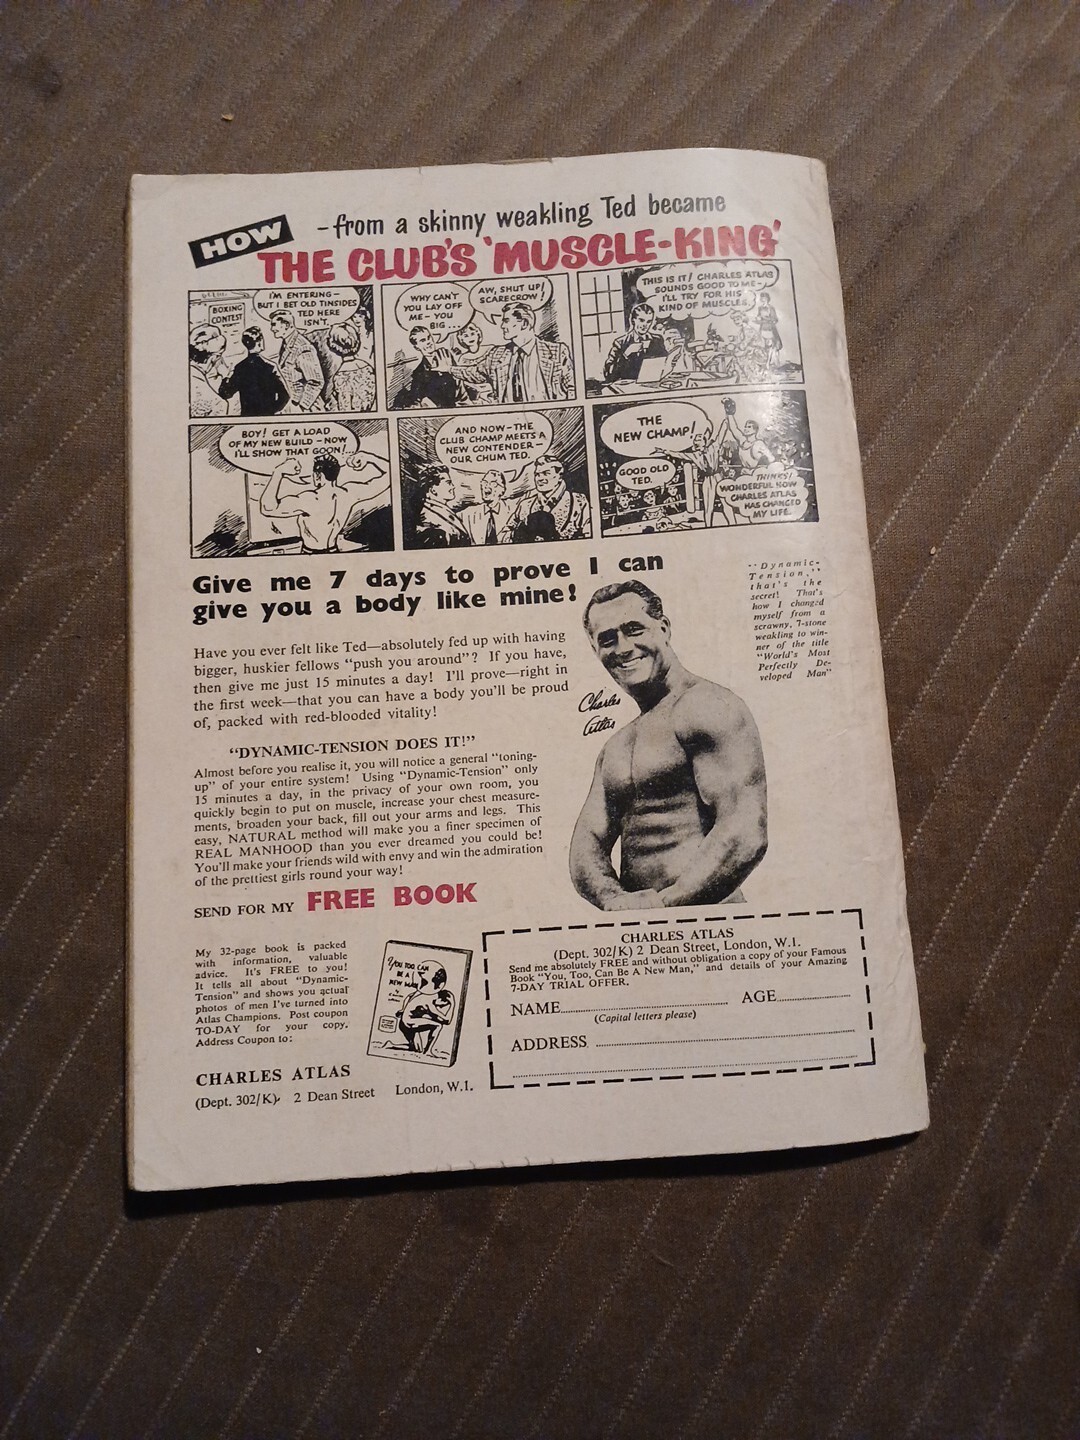 HOW
-from a skinny weakling Ted became
THE CLUB'S 'MUSCLE-KING'
BOXING
CONTEST
I'M ENTERING-
BUT I BET OLD TINSIDES
TED HERE
ISN'T.
WHY CAN'T
YOU LAY OFF
ME-YOU
BIG...
AW, SHUT UP!
SCARECROW!
THIS IS IT! CHARLES ATLAS
SOUNDS GOOD TO ME-
I'LL TRY FOR HIS
KIND OF MUSCLES.
BOY! GET A LOAD
OF MY NEW BUILD-NOW
I'LL SHOW THAT GOON!..
AND NOW-THE
CLUB CHAMP MEETS A
NEW CONTENDER-
OUR CHUM TED.
THE
NEW CHAMP!
GOOD OLD
TED.
THINKS!
WONDERFUL HOW
CHARLES ATLAS
HAS CHANGED
MY LIFE.
Give me 7 days to prove I can
give you a body like mine!
Have you ever felt like Ted—absolutely fed up with having
bigger, huskier fellows "push you around"? If you have,
then give me just 15 minutes a day! I'll prove—right in
the first week—that you can have a body you'll be proud
of, packed with red-blooded vitality!
"DYNAMIC-TENSION DOES IT!"
Almost before you realise it, you will notice a general "toning-
up" of your entire system! Using "Dynamic-Tension" only
15 minutes a day, in the privacy of your own room, you
quickly begin to put on muscle, increase your chest measure-
ments, broaden your back, fill out your arms and legs. This
easy, NATURAL method will make you a finer specimen of
REAL MANHOOD than you ever dreamed you could be!
You'll make your friends wild with envy and win the admiration
of the prettiest girls round your way!
"Dynamic-
Tension,"
that's the
secret! That's
how I changed
myself from a
scrawny, 7-stone
weakling to win-
ner of the title
"World's Most
Perfectly De-
veloped Man"
Charles
Atlas
SEND FOR MY FREE BOOK
My 32-page book is packed
with information, valuable
advice. It's FREE to you!
It tells all about "Dynamic-
Tension" and shows you actual
photos of men I've turned into
Atlas Champions. Post coupon
TO-DAY for your copy.
Address Coupon to:
CHARLES ATLAS
(Dept. 302/K) 2 Dean Street London, W.1.
YOU TOO CAN
BE A
NEW MAN
CHARLES ATLAS
(Dept. 302/K) 2 Dean Street, London, W.1.
Send me absolutely FREE and without obligation a copy of your Famous
Book "You, Too, Can Be A New Man," and details of your Amazing
7-DAY TRIAL OFFER.
NAME AGE
(Capital letters please)
ADDRESS